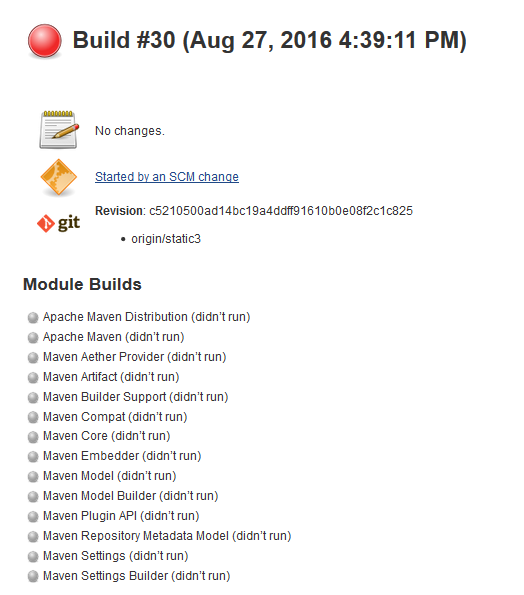 Build #30 (Aug 27, 2016 4:39:11 PM)
No changes.
Started by an SCM change
git
Revision: c5210500ad14bc19a4ddff91610b0e08f2c1c825
origin/static3
Module Builds
Apache Maven Distribution (didn't run)
Apache Maven (didn't run)
Maven Aether Provider (didn't run)
Maven Artifact (didn't run)
Maven Builder Support (didn't run)
Maven Compat (didn't run)
Maven Core (didn't run)
Maven Embedder (didn't run)
Maven Model (didn't run)
Maven Model Builder (didn't run)
Maven Plugin API (didn't run)
Maven Repository Metadata Model (didn't run)
Maven Settings (didn't run)
Maven Settings Builder (didn't run)